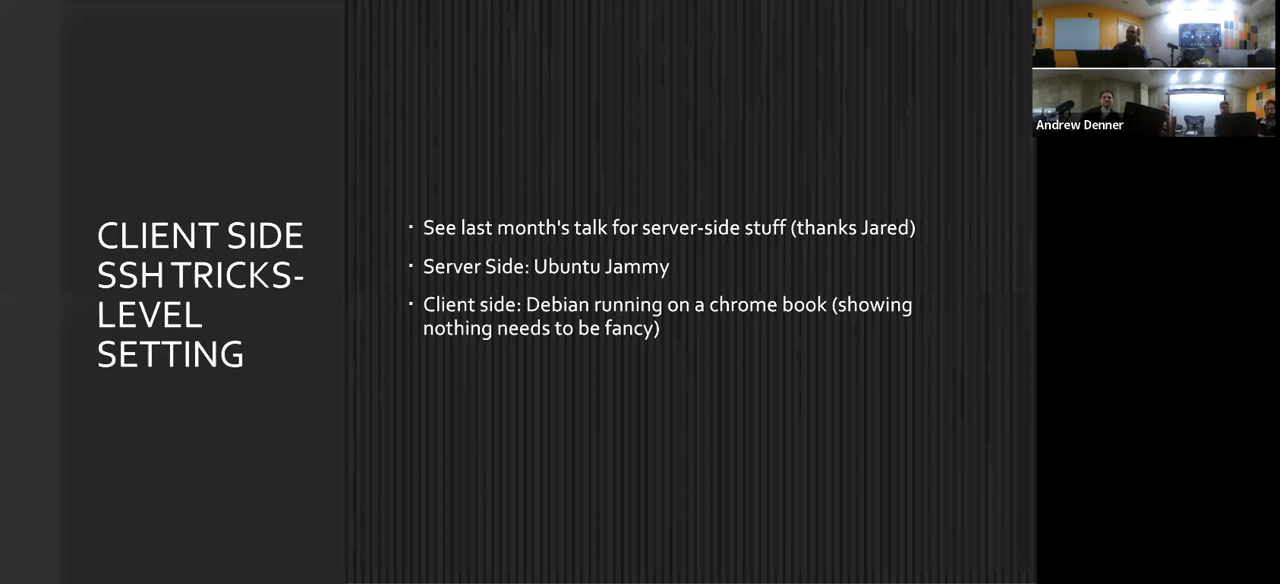 CLIENT SIDE
SSH TRICKS-
LEVEL
SETTING
· See last month's talk for server-side stuff (thanks Jared)
· Server Side: Ubuntu Jammy
· Client side: Debian running on a chrome book (showing
nothing needs to be fancy)
Andrew Denner